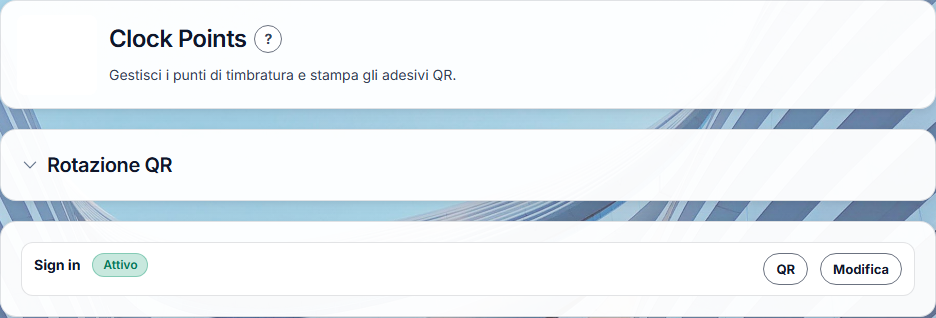 Clock Points ?
Gestisci i punti di timbratura e stampa gli adesivi QR.
Rotazione QR
Sign in Attivo QR Modifica